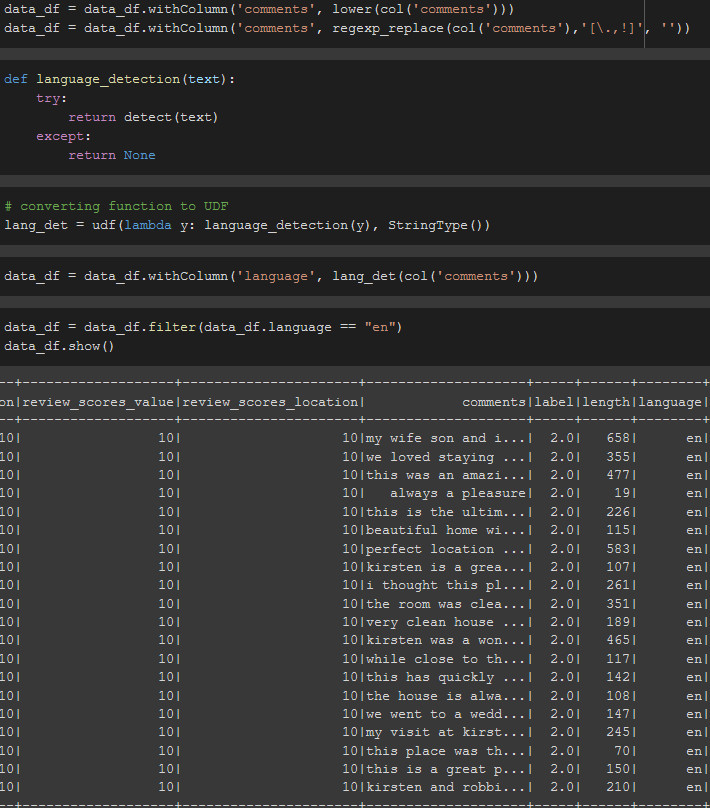 data_df = data_df.withColumn('comments', lower(col('comments')))
data_df = data_df.withColumn('comments', regexp_replace(col('comments'),'[\.,!]', ''))
def language_detection(text):
    try:
        return detect(text)
    except:
        return None
# converting function to UDF
lang_det = udf(lambda y: language_detection(y), StringType())
data_df = data_df.withColumn('language', lang_det(col('comments')))
data_df = data_df.filter(data_df.language == "en")
data_df.show()
--+-------------------+----------------------+--------------------+-----+------+--------+
on|review_scores_value|review_scores_location|            comments|label|length|language|
--+-------------------+----------------------+--------------------+-----+------+--------+
10|                 10|                    10|my wife son and i...|  2.0|   658|      en|
10|                 10|                    10|we loved staying ...|  2.0|   355|      en|
10|                 10|                    10|this was an amazi...|  2.0|   477|      en|
10|                 10|                    10|   always a pleasure|  2.0|    19|      en|
10|                 10|                    10|this is the ultim...|  2.0|   226|      en|
10|                 10|                    10|beautiful home wi...|  2.0|   115|      en|
10|                 10|                    10|perfect location ...|  2.0|   583|      en|
10|                 10|                    10|kirsten is a grea...|  2.0|   107|      en|
10|                 10|                    10|i thought this pl...|  2.0|   261|      en|
10|                 10|                    10|the room was clea...|  2.0|   351|      en|
10|                 10|                    10|very clean house ...|  2.0|   189|      en|
10|                 10|                    10|kirsten was a won...|  2.0|   465|      en|
10|                 10|                    10|while close to th...|  2.0|   117|      en|
10|                 10|                    10|this has quickly ...|  2.0|   142|      en|
10|                 10|                    10|the house is alwa...|  2.0|   108|      en|
10|                 10|                    10|we went to a wedd...|  2.0|   147|      en|
10|                 10|                    10|my visit at kirst...|  2.0|   245|      en|
10|                 10|                    10|this place was th...|  2.0|    70|      en|
10|                 10|                    10|this is a great p...|  2.0|   150|      en|
10|                 10|                    10|kirsten and robbi...|  2.0|   210|      en|
--+-------------------+----------------------+--------------------+-----+------+--------+